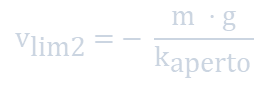 v_lim2 = − (m · g) / k_aperto